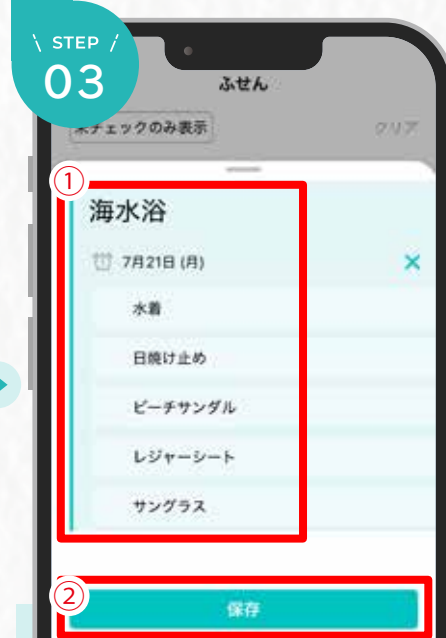 \ STEP /
03
ふせん
未チェックのみ表示
クリア
①
海水浴
7月21日 (月)
水着
日焼け止め
ビーチサンダル
レジャーシート
サングラス
②
保存